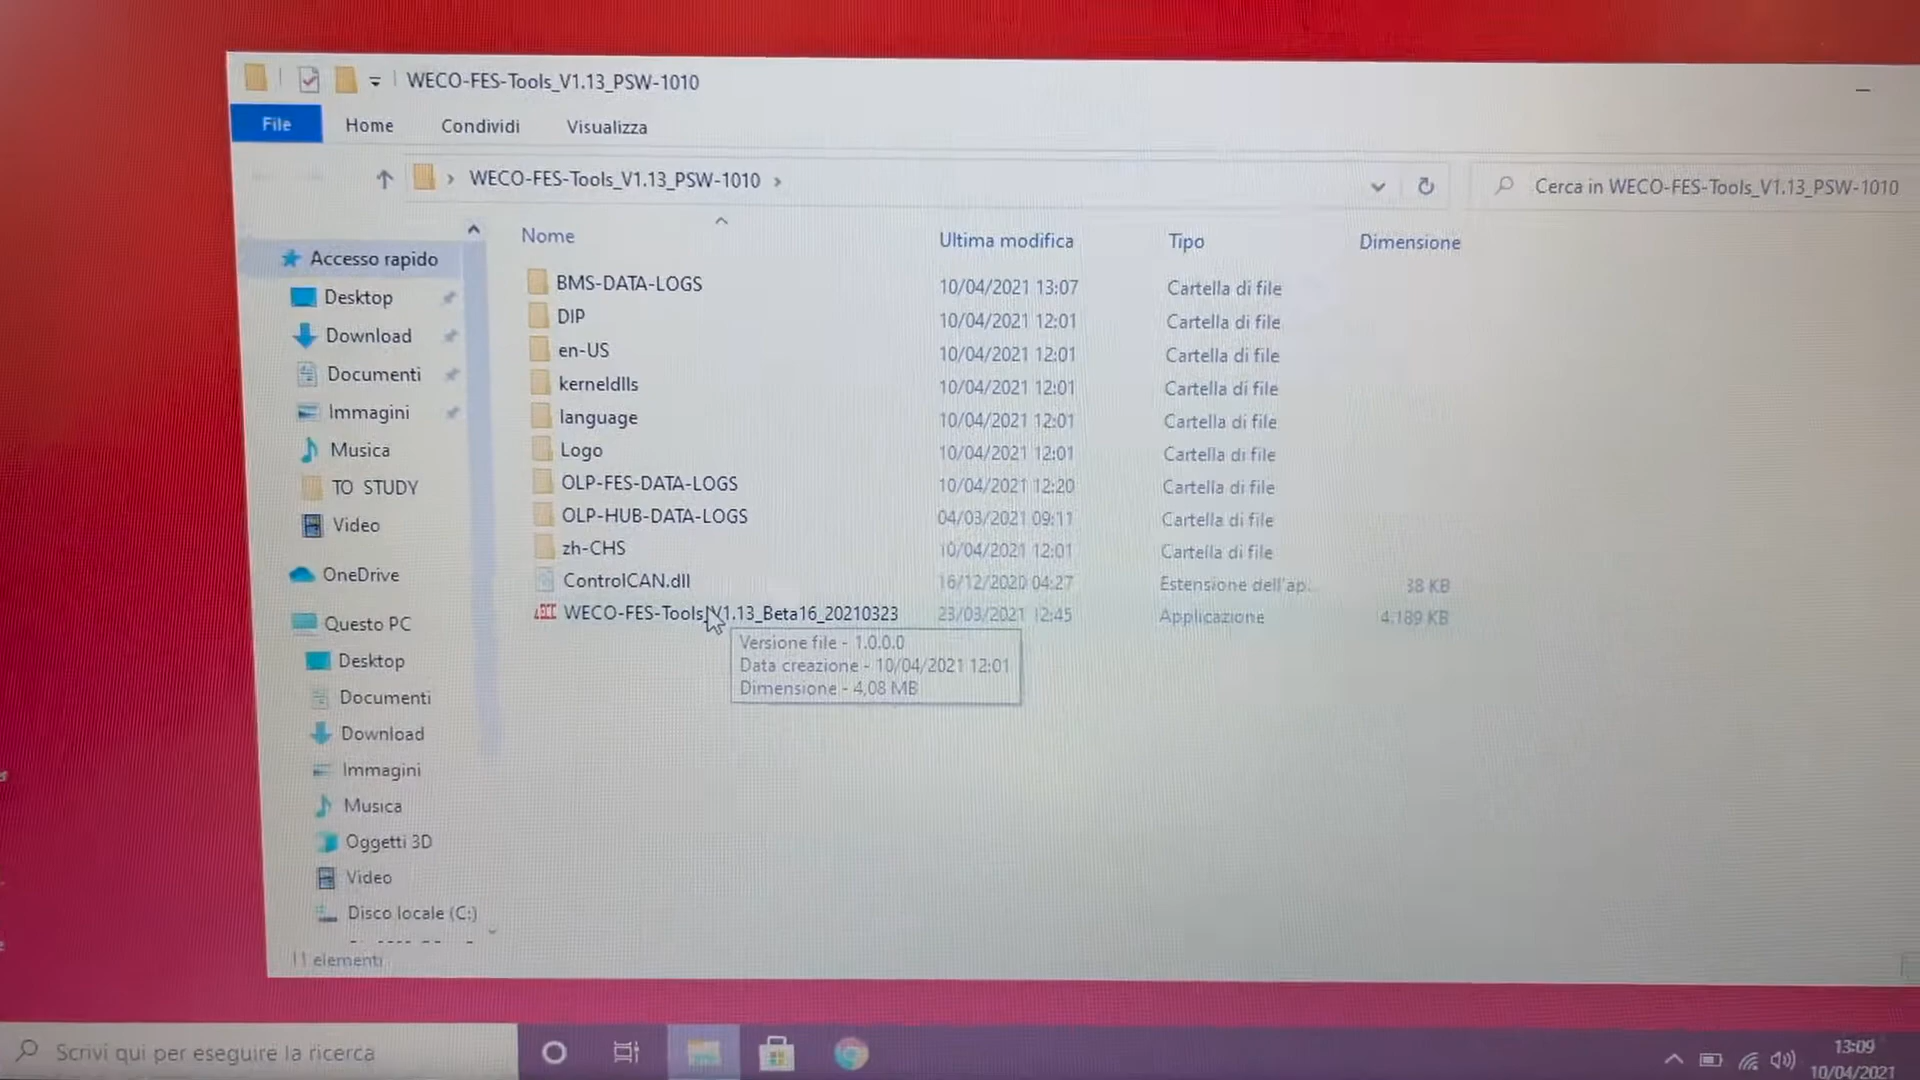 WECO-FES-Tools_V1.13_PSW-1010
File Home Condividi Visualizza
WECO-FES-Tools_V1.13_PSW-1010
Cerca in WECO-FES-Tools_V1.13_PSW-1010
Accesso rapido
Desktop
Download
Documenti
Immagini
Musica
TO STUDY
Video
OneDrive
Questo PC
Desktop
Documenti
Download
Immagini
Musica
Oggetti 3D
Video
Disco locale (C:)
Nome Ultima modifica Tipo Dimensione
BMS-DATA-LOGS 10/04/2021 13:07 Cartella di file
DIP 10/04/2021 12:01 Cartella di file
en-US 10/04/2021 12:01 Cartella di file
kerneldlls 10/04/2021 12:01 Cartella di file
language 10/04/2021 12:01 Cartella di file
Logo 10/04/2021 12:01 Cartella di file
OLP-FES-DATA-LOGS 10/04/2021 12:20 Cartella di file
OLP-HUB-DATA-LOGS 04/03/2021 09:11 Cartella di file
zh-CHS 10/04/2021 12:01 Cartella di file
ControlCAN.dll 16/12/2020 04:27 Estensione dell'ap... 38 KB
WECO-FES-Tools_V1.13_Beta16_20210323 23/03/2021 12:45 Applicazione 4.189 KB
Versione file - 1.0.0.0
Data creazione - 10/04/2021 12:01
Dimensione - 4,08 MB
11 elementi
Scrivi qui per eseguire la ricerca
13:09
10/04/2021